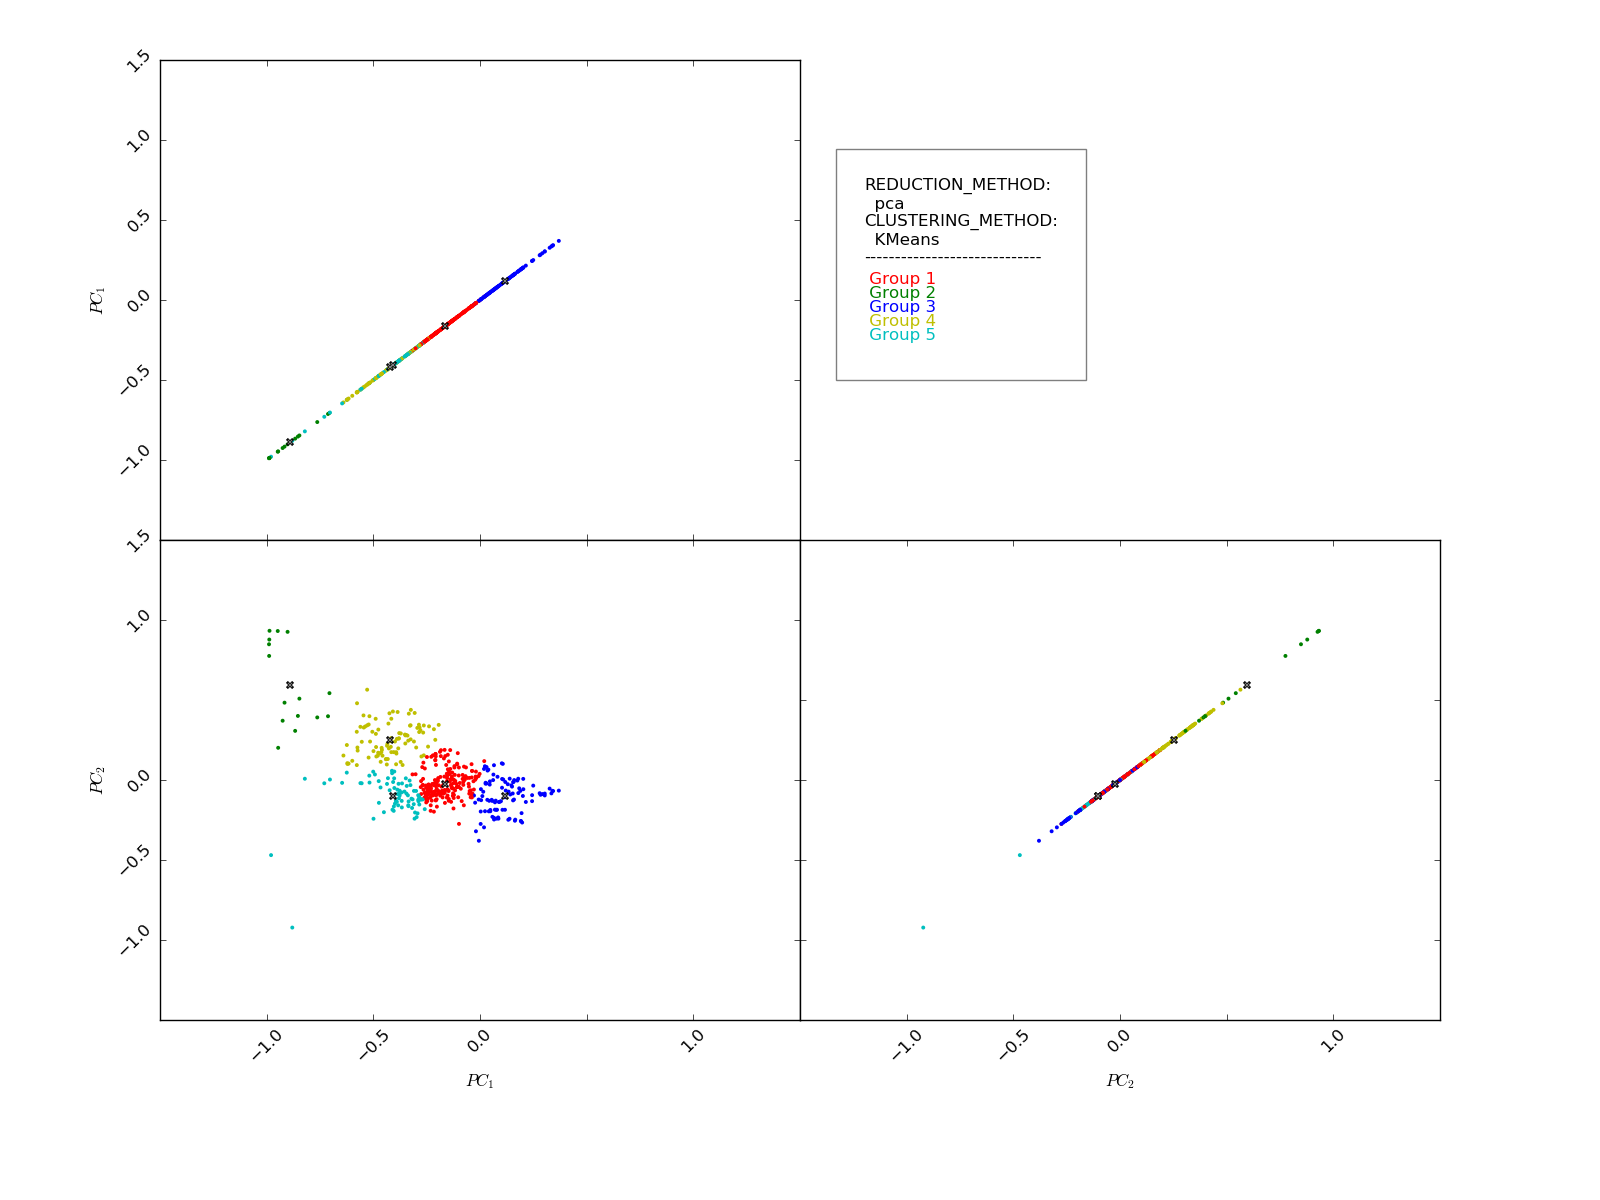 1.5
1.0
0.5
0.0
−0.5
−1.0
PC₁
REDUCTION_METHOD:
pca
CLUSTERING_METHOD:
KMeans
-----------------------------
Group 1
Group 2
Group 3
Group 4
Group 5
1.5
1.0
0.0
−0.5
−1.0
PC₂
−1.0 −0.5 0.0 1.0
PC₁
−1.0 −0.5 0.0 1.0
PC₂